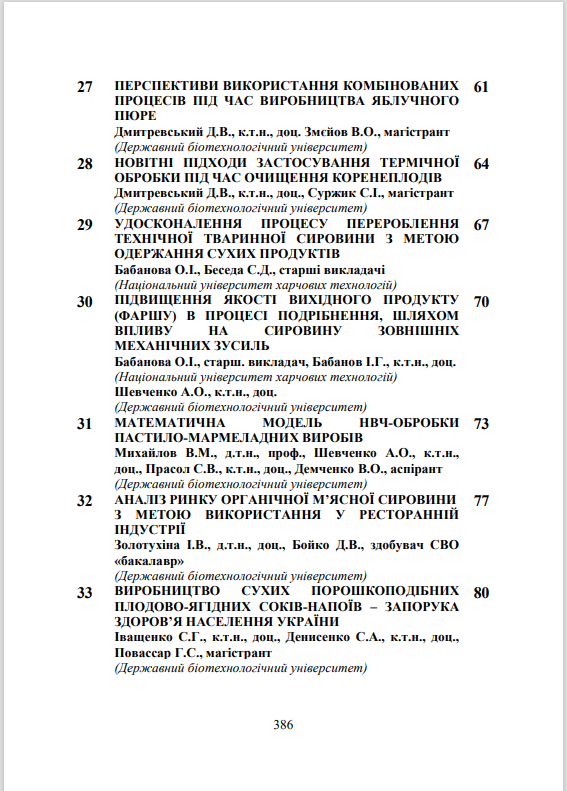 27 ПЕРСПЕКТИВИ ВИКОРИСТАННЯ КОМБІНОВАНИХ 61
ПРОЦЕСІВ ПІД ЧАС ВИРОБНИЦТВА ЯБЛУЧНОГО
ПЮРЕ
Дмитревський Д.В., к.т.н., доц. Змєйов В.О., магістрант
(Державний біотехнологічний університет)
28 НОВІТНІ ПІДХОДИ ЗАСТОСУВАННЯ ТЕРМІЧНОЇ 64
ОБРОБКИ ПІД ЧАС ОЧИЩЕННЯ КОРЕНЕПЛОДІВ
Дмитревський Д.В., к.т.н., доц., Суржик С.І., магістрант
(Державний біотехнологічний університет)
29 УДОСКОНАЛЕННЯ ПРОЦЕСУ ПЕРЕРОБЛЕННЯ 67
ТЕХНІЧНОЇ ТВАРИННОЇ СИРОВИНИ З МЕТОЮ
ОДЕРЖАННЯ СУХИХ ПРОДУКТІВ
Бабанова О.І., Беседа С.Д., старші викладачі
(Національний університет харчових технологій)
30 ПІДВИЩЕННЯ ЯКОСТІ ВИХІДНОГО ПРОДУКТУ 70
(ФАРШУ) В ПРОЦЕСІ ПОДРІБНЕННЯ, ШЛЯХОМ
ВПЛИВУ НА СИРОВИНУ ЗОВНІШНІХ
МЕХАНІЧНИХ ЗУСИЛЬ
Бабанова О.І., старш. викладач, Бабанов І.Г., к.т.н., доц.
(Національний університет харчових технологій)
Шевченко А.О., к.т.н., доц.
(Державний біотехнологічний університет)
31 МАТЕМАТИЧНА МОДЕЛЬ НВЧ-ОБРОБКИ 73
ПАСТИЛО-МАРМЕЛАДНИХ ВИРОБІВ
Михайлов В.М., д.т.н., проф., Шевченко А.О., к.т.н.,
доц., Прасол С.В., к.т.н., доц., Демченко В.О., аспірант
(Державний біотехнологічний університет)
32 АНАЛІЗ РИНКУ ОРГАНІЧНОЇ М’ЯСНОЇ СИРОВИНИ 77
З МЕТОЮ ВИКОРИСТАННЯ У РЕСТОРАННІЙ
ІНДУСТРІЇ
Золотухіна І.В., д.т.н., доц., Бойко Д.В., здобувач СВО
«бакалавр»
(Державний біотехнологічний університет)
33 ВИРОБНИЦТВО СУХИХ ПОРОШКОПОДІБНИХ 80
ПЛОДОВО-ЯГІДНИХ СОКІВ-НАПОЇВ – ЗАПОРУКА
ЗДОРОВ’Я НАСЕЛЕННЯ УКРАЇНИ
Іващенко С.Г., к.т.н., доц., Денисенко С.А., к.т.н., доц.,
Повассар Г.С., магістрант
(Державний біотехнологічний університет)
386